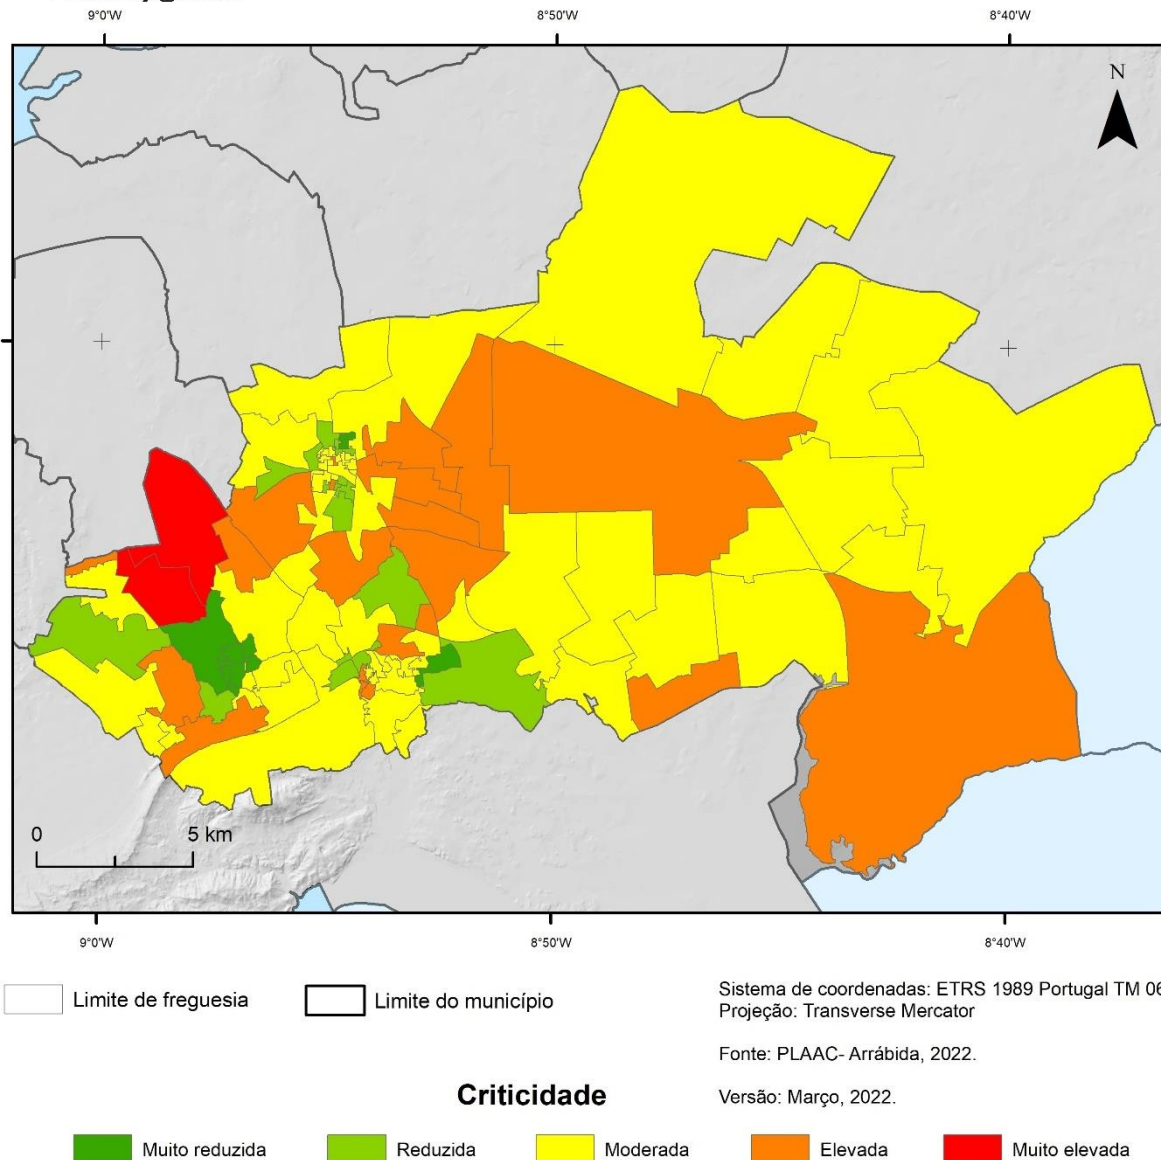 9°0'W 8°50'W 8°40'W
N
0 5 km
9°0'W 8°50'W 8°40'W
Limite de freguesia Limite do município
Sistema de coordenadas: ETRS 1989 Portugal TM 06
Projeção: Transverse Mercator
Fonte: PLAAC- Arrábida, 2022.
Versão: Março, 2022.
Criticidade
Muito reduzida Reduzida Moderada Elevada Muito elevada